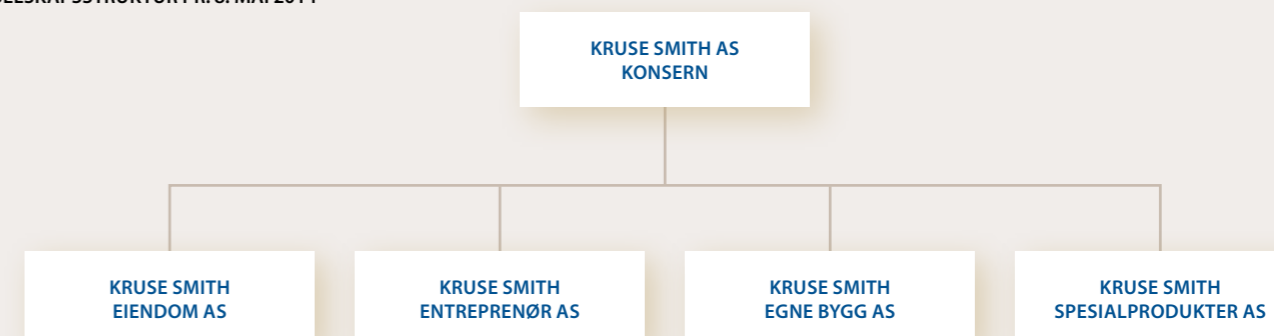 KRUSE SMITH AS
KONSERN
KRUSE SMITH
EIENDOM AS
KRUSE SMITH
ENTREPRENØR AS
KRUSE SMITH
EGNE BYGG AS
KRUSE SMITH
SPESIALPRODUKTER AS